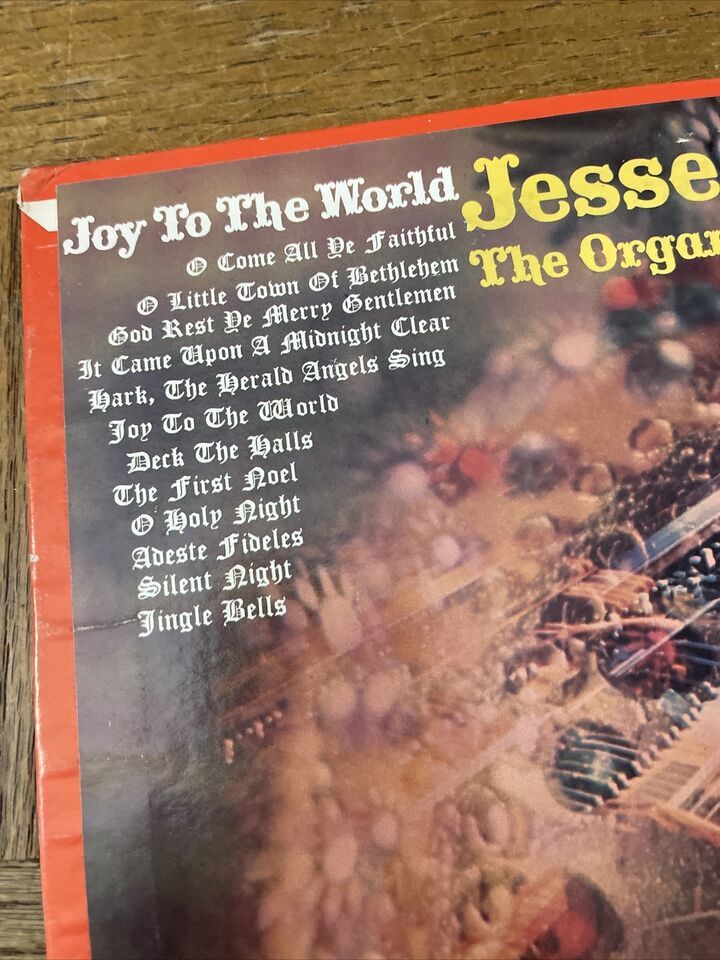 Joy To The World
O Come All Ye Faithful
O Little Town Of Bethlehem
God Rest Ye Merry Gentlemen
It Came Upon A Midnight Clear
Hark, The Herald Angels Sing
Joy To The World
Deck The Halls
The First Noel
O Holy Night
Adeste Fideles
Silent Night
Jingle Bells
Jesse
The Organ